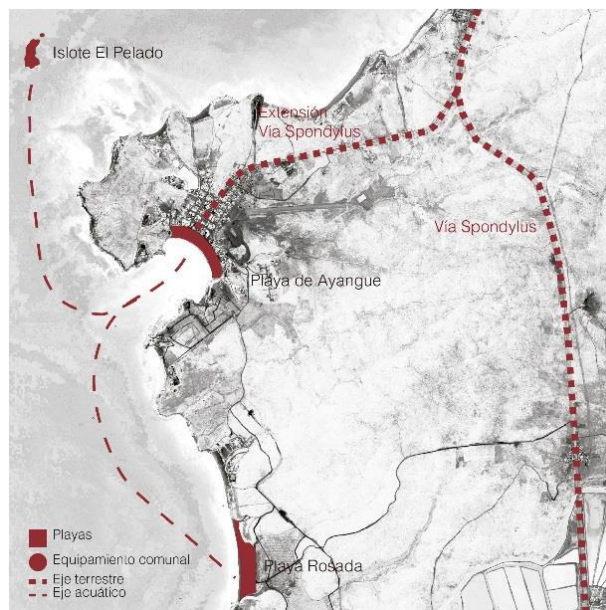 Islote El Pelado
Extensión
Vía Spondylus
Vía Spondylus
Playa de Ayangue
Playas
Equipamiento comunal
Eje terrestre
Eje acuático
Playa Rosada